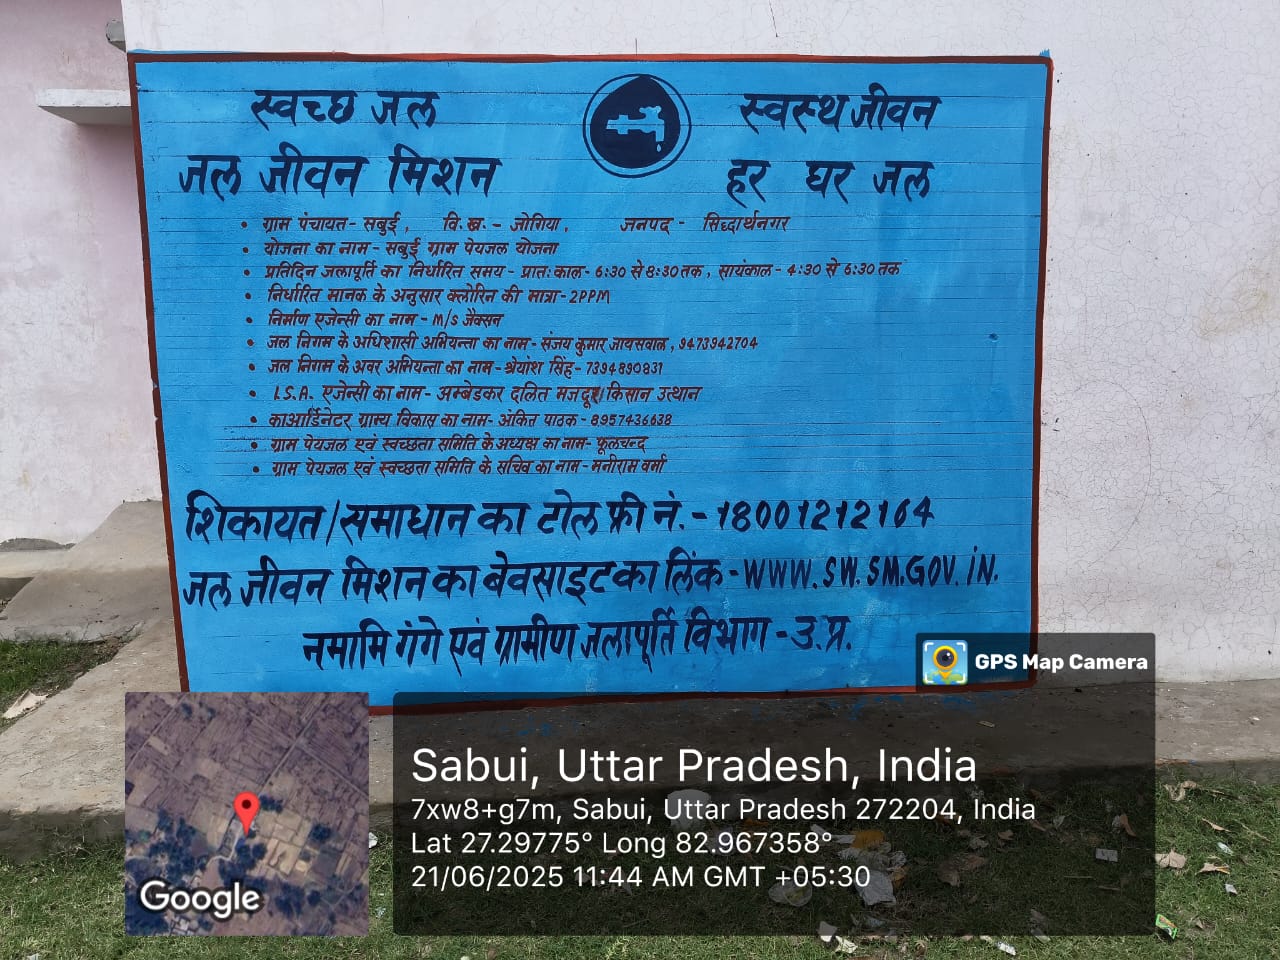 स्वच्छ जल
स्वस्थ जीवन
जल जीवन मिशन
हर घर जल
• ग्राम पंचायत- सबुई, वि.ख.- जोगिया, जनपद- सिद्धार्थनगर
• योजना का नाम- सबुई ग्राम पेयजल योजना
• प्रतिदिन जलापूर्ति का निर्धारित समय- प्रात:काल- 6:30 से 8:30 तक, सायंकाल- 4:30 से 6:30 तक
• निर्धारित मानक के अनुसार क्लोरिन की मात्रा-2PPM
• निर्माण एजेन्सी का नाम- M/S जैक्सन
• जल निगम के अधिशासी अभियन्ता का नाम- संजय कुमार जायसवाल, 9473942704
• जल निगम के अवर अभियन्ता का नाम-श्रेयांश सिंह-7394890831
• I.S.A. एजेन्सी का नाम- अम्बेडकर दलित मजदूर/किसान उत्थान
• काआर्डिनेटर ग्राम्य विकास का नाम- अंकित पाठक-8957436638
• ग्राम पेयजल एवं स्वच्छता समिति के अध्यक्ष का नाम-फूलचन्द
• ग्राम पेयजल एवं स्वच्छता समिति के सचिव का नाम-मनीराम वर्मा
शिकायत/समाधान का टोल फ्री नं.-18001212164
जल जीवन मिशन का बेवसाइट का लिंक-WWW.SW.SM.GOV.iN.
नमामि गंगे एवं ग्रामीण जलापूर्ति विभाग-उ.प्र.
GPS Map Camera
Sabui, Uttar Pradesh, India
7xw8+g7m, Sabui, Uttar Pradesh 272204, India
Lat 27.29775° Long 82.967358°
21/06/2025 11:44 AM GMT +05:30
Google